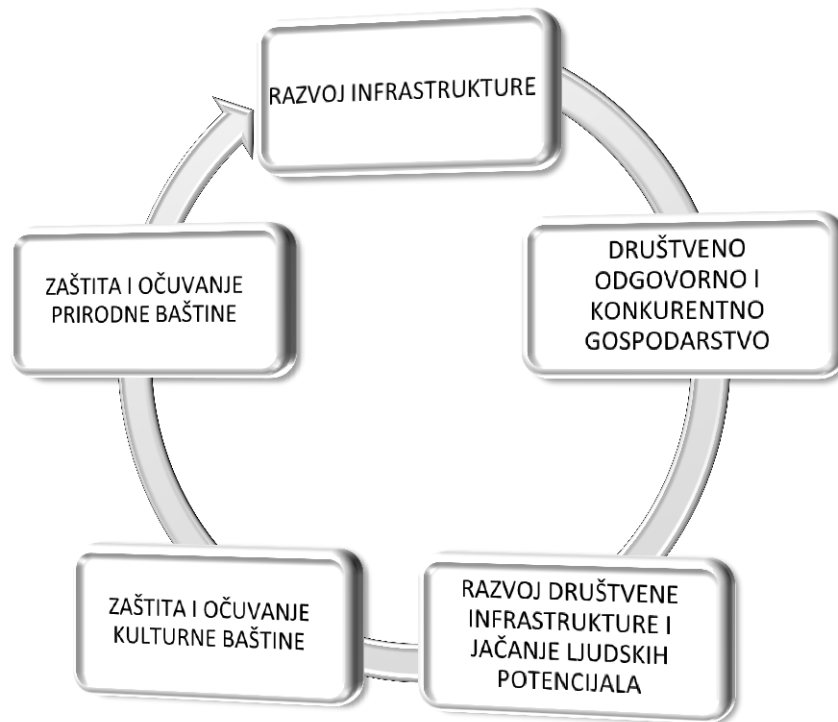 RAZVOJ INFRASTRUKTURE
DRUŠTVENO
ODGOVORNO I
KONKURENTNO
GOSPODARSTVO
RAZVOJ DRUŠTVENE
INFRASTRUKTURE I
JAČANJE LJUDSKIH
POTENCIJALA
ZAŠTITA I OČUVANJE
KULTURNE BAŠTINE
ZAŠTITA I OČUVANJE
PRIRODNE BAŠTINE